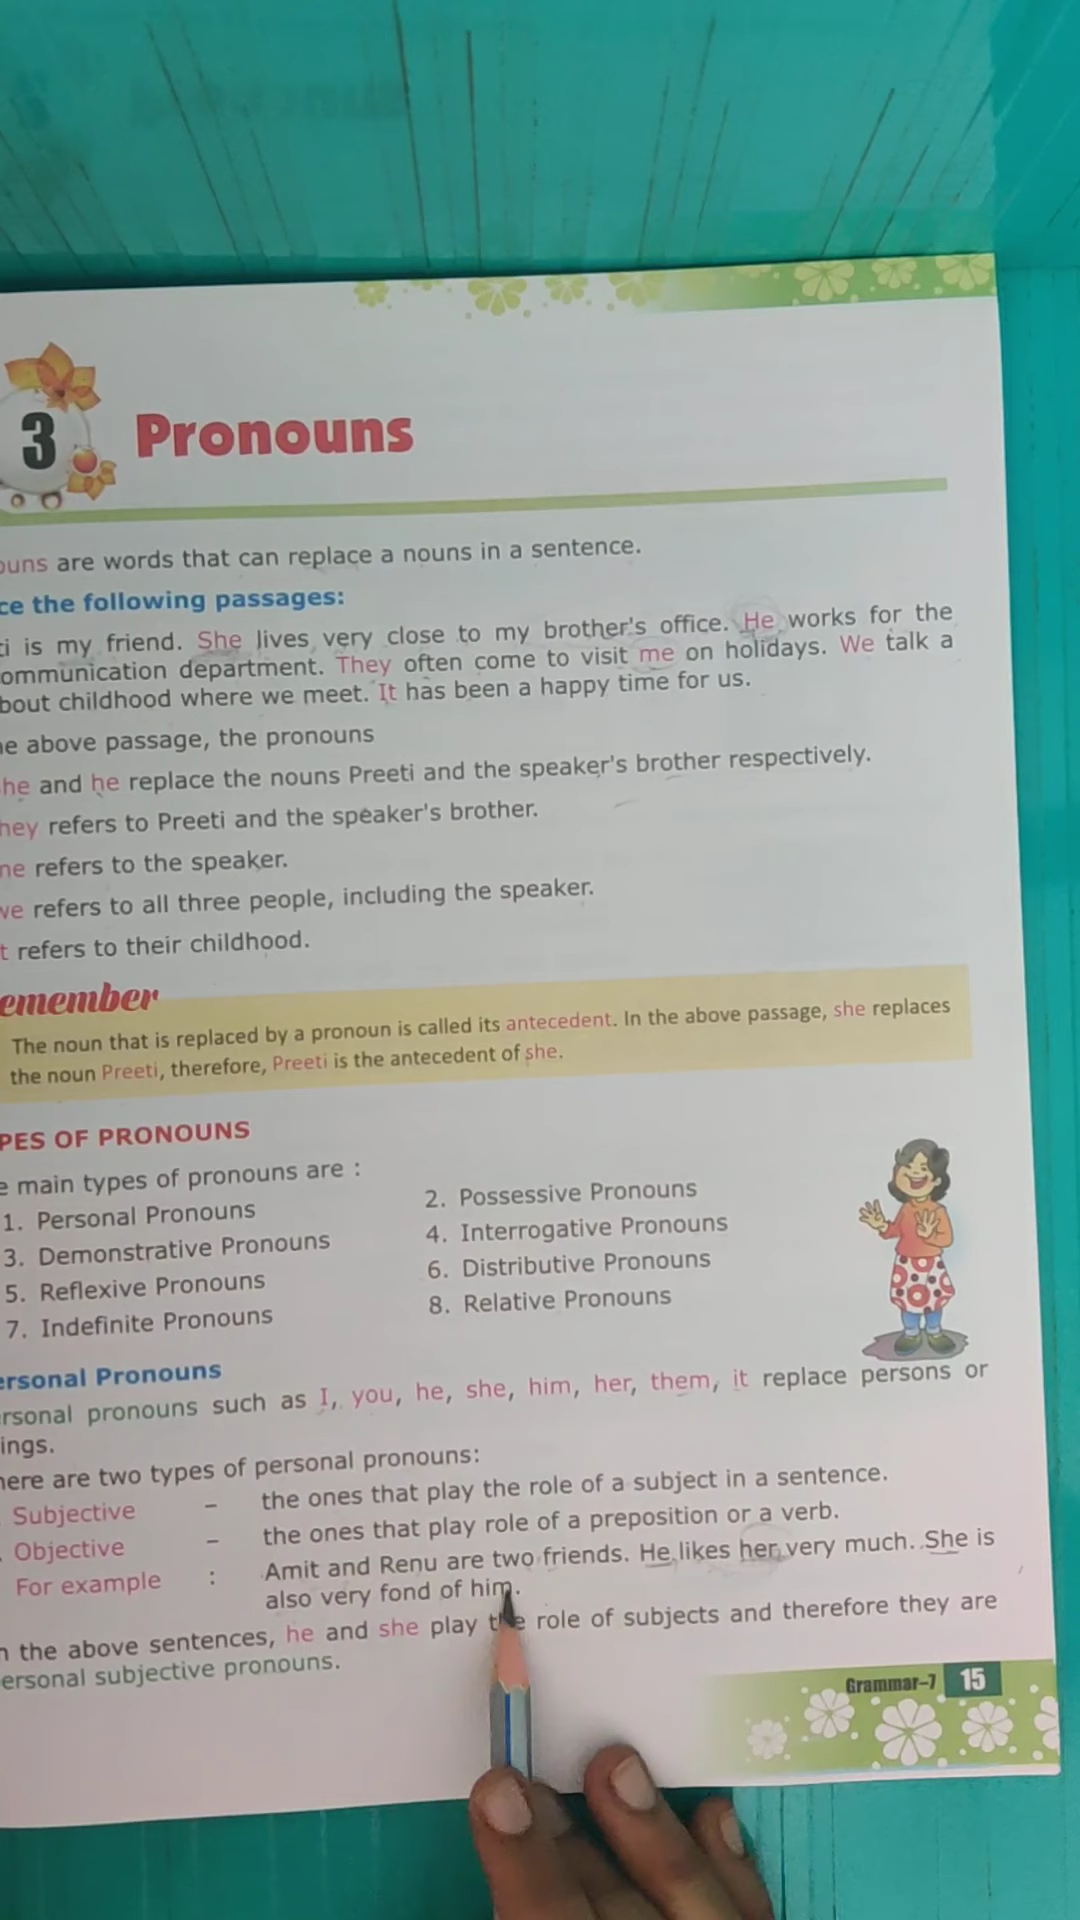 3 Pronouns
ouns are words that can replace a nouns in a sentence.
ce the following passages:
ti is my friend. She lives very close to my brother's office. He works for the
ommunication department. They often come to visit me on holidays. We talk a
bout childhood where we meet. It has been a happy time for us.
he above passage, the pronouns
he and he replace the nouns Preeti and the speaker's brother respectively.
hey refers to Preeti and the speaker's brother.
me refers to the speaker.
we refers to all three people, including the speaker.
t refers to their childhood.
emember
The noun that is replaced by a pronoun is called its antecedent. In the above passage, she replaces
the noun Preeti, therefore, Preeti is the antecedent of she.
PES OF PRONOUNS
e main types of pronouns are :
1. Personal Pronouns 2. Possessive Pronouns
3. Demonstrative Pronouns 4. Interrogative Pronouns
5. Reflexive Pronouns 6. Distributive Pronouns
7. Indefinite Pronouns 8. Relative Pronouns
ersonal Pronouns
rsonal pronouns such as I, you, he, she, him, her, them, it replace persons or
ings.
here are two types of personal pronouns:
Subjective – the ones that play the role of a subject in a sentence.
Objective – the ones that play role of a preposition or a verb.
For example : Amit and Renu are two friends. He likes her very much. She is
also very fond of him.
n the above sentences, he and she play the role of subjects and therefore they are
ersonal subjective pronouns.
Grammar–7 15